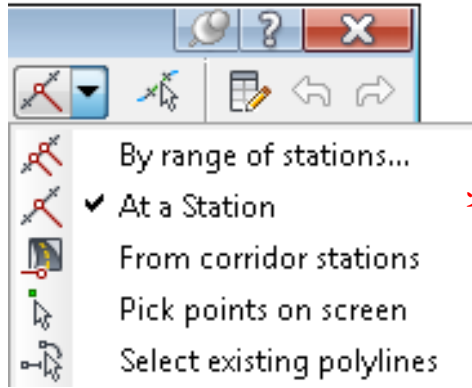 By range of stations...
At a Station
From corridor stations
Pick points on screen
Select existing polylines